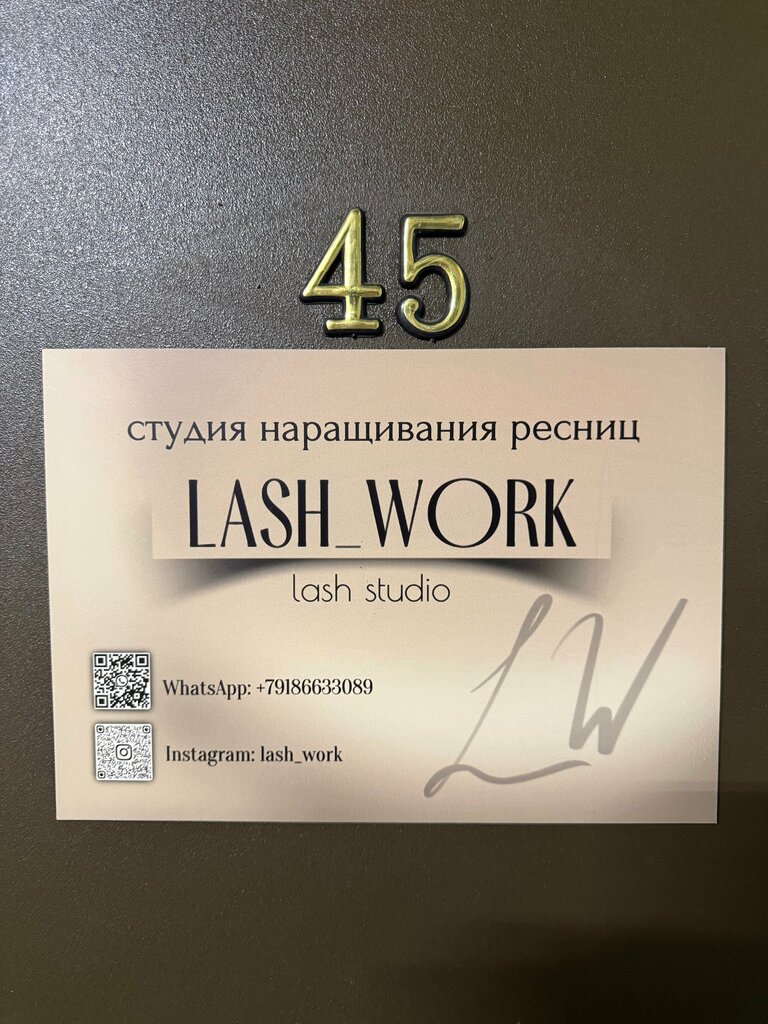 45
студия наращивания ресниц
LASH_WORK
lash studio
WhatsApp: +79186633089
Instagram: lash_work
LW